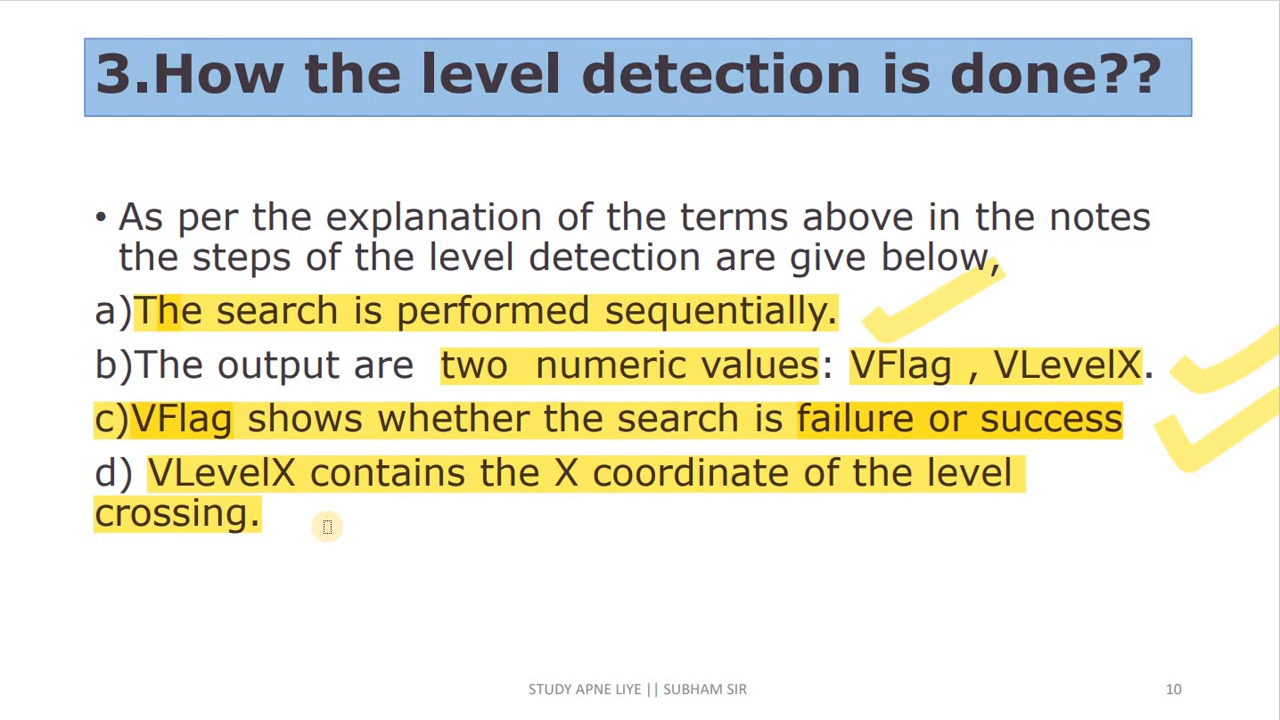 3.How the level detection is done??
• As per the explanation of the terms above in the notes
the steps of the level detection are give below,
a)The search is performed sequentially.
b)The output are two numeric values: VFlag , VLevelX.
c)VFlag shows whether the search is failure or success
d) VLevelX contains the X coordinate of the level
crossing.
STUDY APNE LIYE || SUBHAM SIR
10